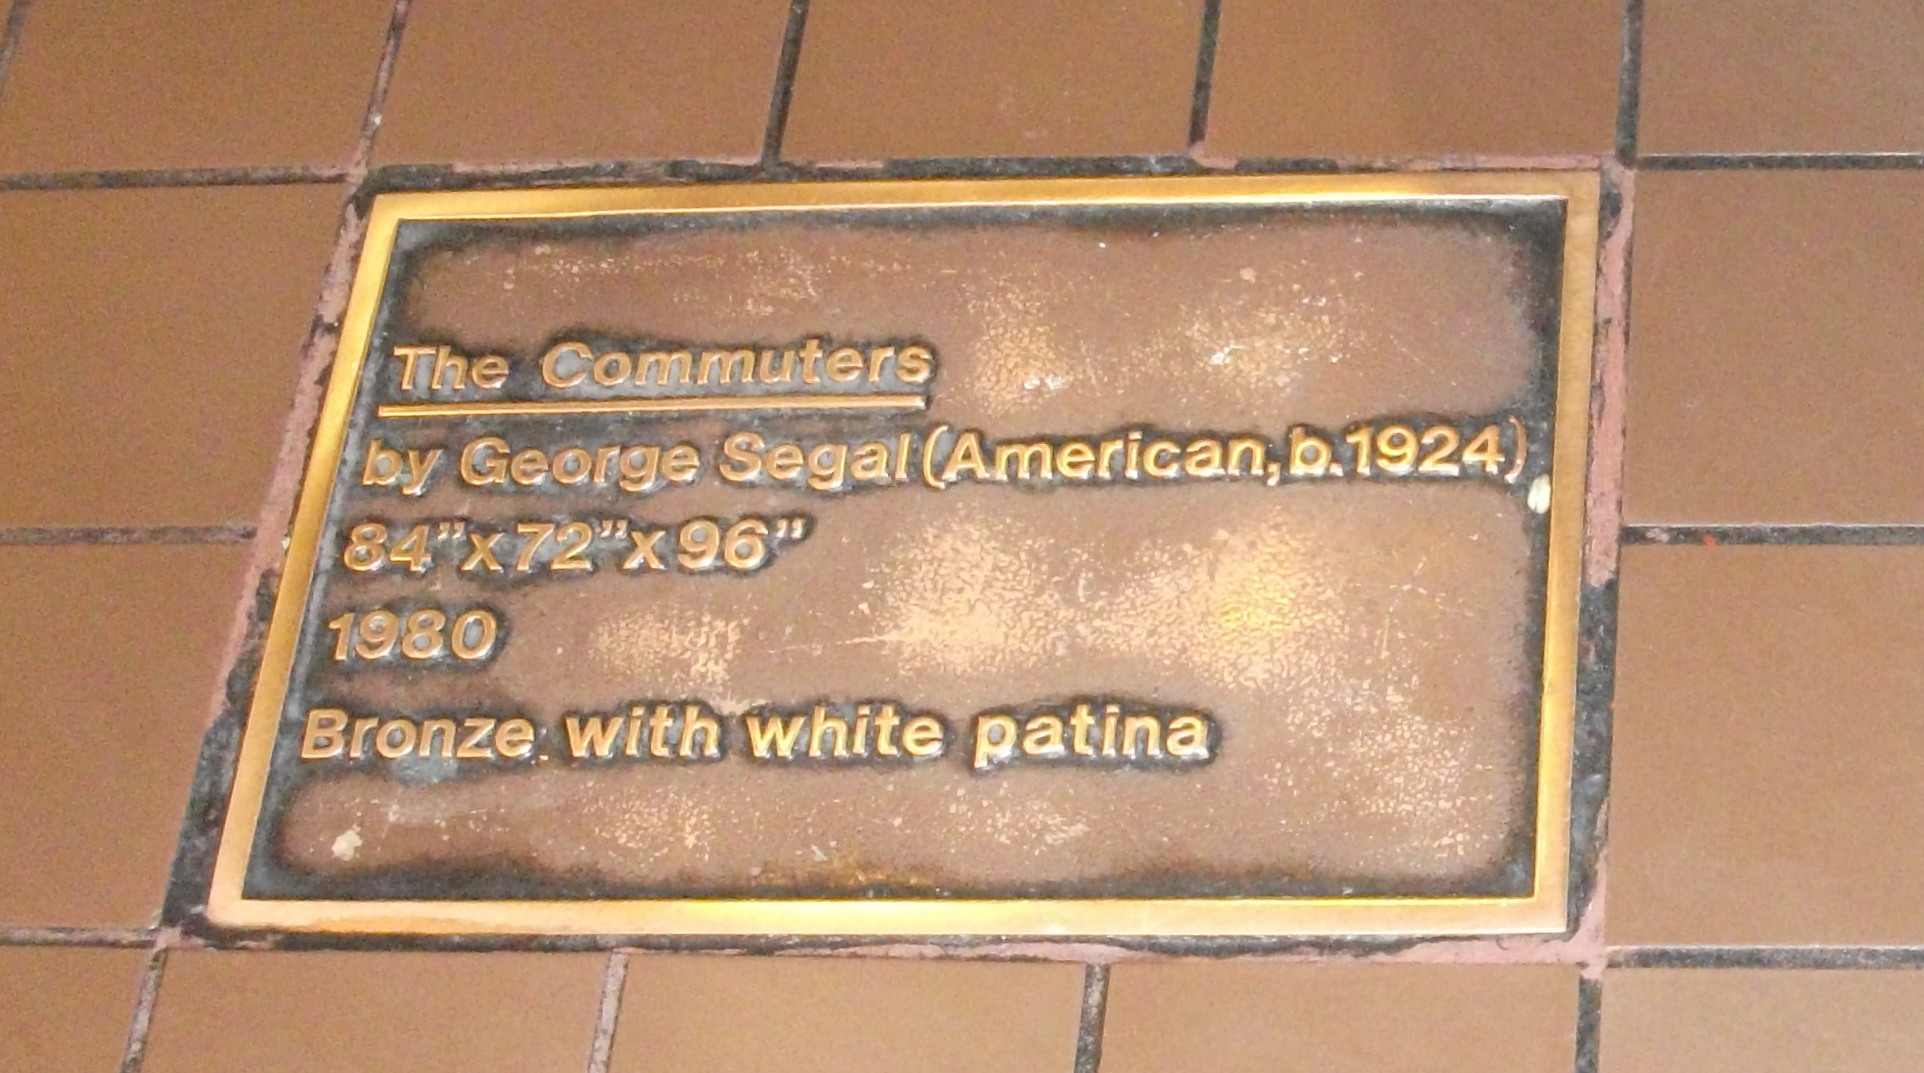 The Commuters
by George Segal (American, b.1924)
84"x72"x96"
1980
Bronze with white patina